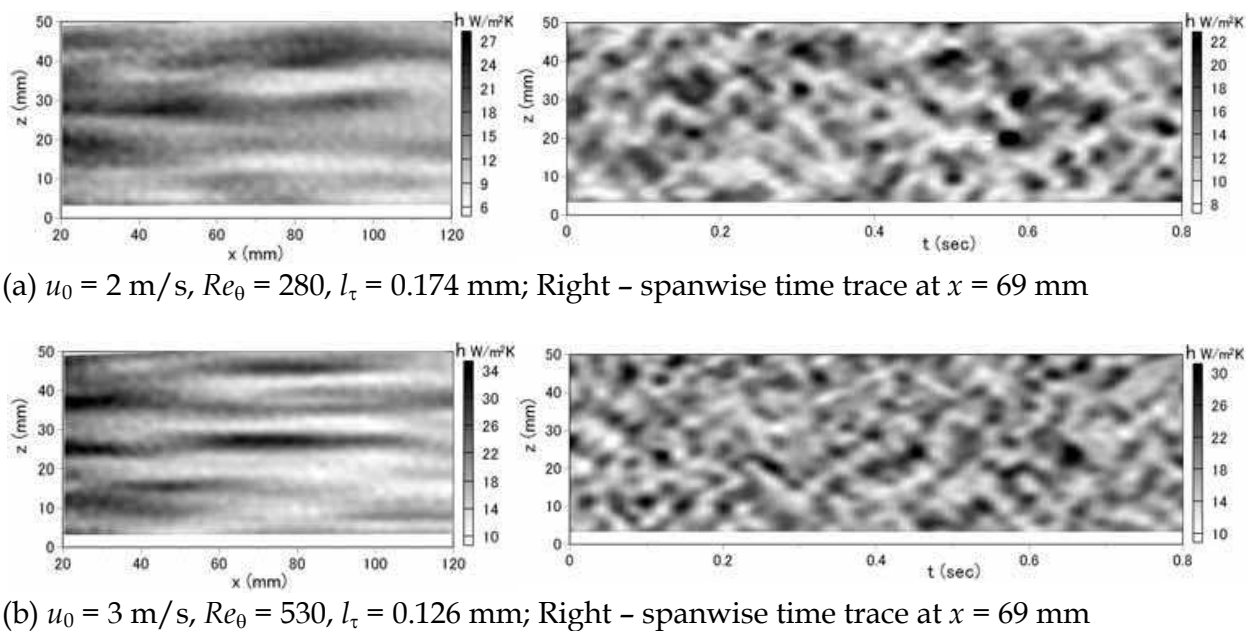 h W/m²K
27
24
21
18
15
12
9
6
50
40
30
20
10
0
z (mm)
20 40 60 80 100 120
x (mm)
h W/m²K
22
20
18
16
14
12
10
8
50
40
30
20
10
0
z (mm)
0 0.2 0.4 0.6 0.8
t (sec)
(a) u₀ = 2 m/s, Reθ = 280, lτ = 0.174 mm; Right – spanwise time trace at x = 69 mm
h W/m²K
34
30
26
22
18
14
10
50
40
30
20
10
0
z (mm)
20 40 60 80 100 120
x (mm)
h W/m²K
30
26
22
18
14
10
50
40
30
20
10
0
z (mm)
0 0.2 0.4 0.6 0.8
t (sec)
(b) u₀ = 3 m/s, Reθ = 530, lτ = 0.126 mm; Right – spanwise time trace at x = 69 mm